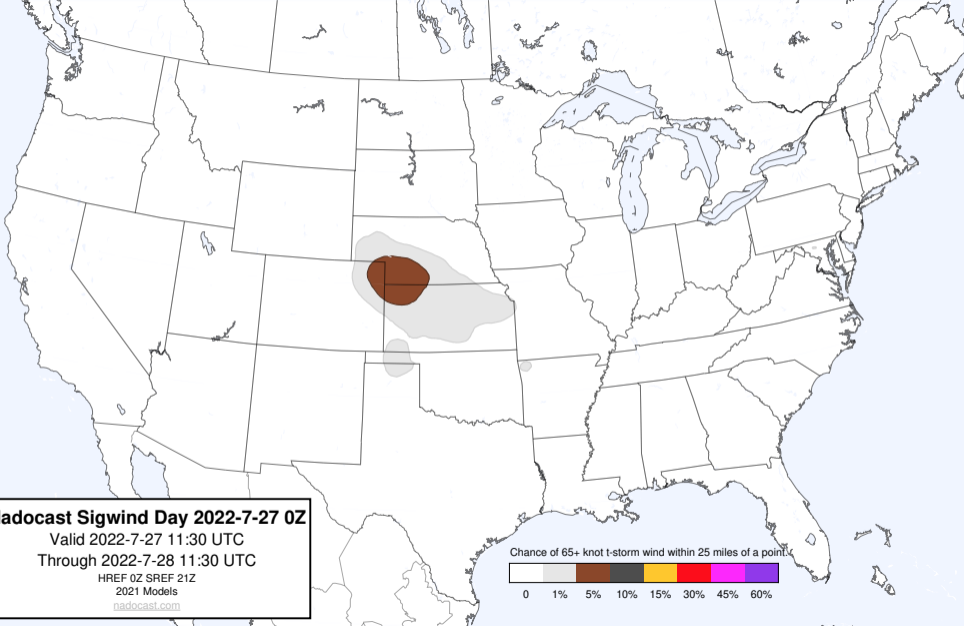 adocast Sigwind Day 2022-7-27 0Z
Valid 2022-7-27 11:30 UTC
Through 2022-7-28 11:30 UTC
HREF 0Z SREF 21Z
2021 Models
nadocast.com
Chance of 65+ knot t-storm wind within 25 miles of a point.
0 1% 5% 10% 15% 30% 45% 60%